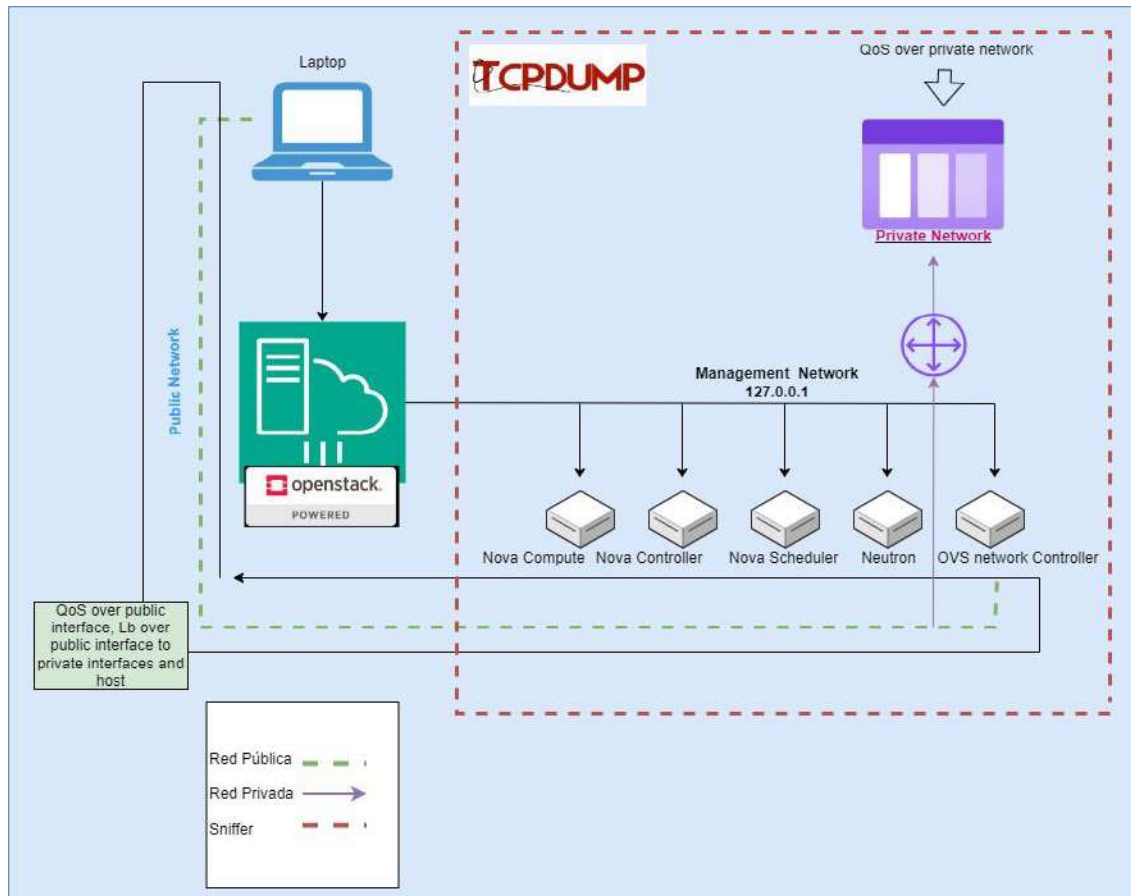 Laptop
TCPDUMP
QoS over private network
Private Network
Public Network
Management Network
127.0.0.1
openstack.
POWERED
Nova Compute
Nova Controller
Nova Scheduler
Neutron
OVS network Controller
QoS over public
interface, Lb over
public interface to
private interfaces and
host
Red Pública
Red Privada
Sniffer